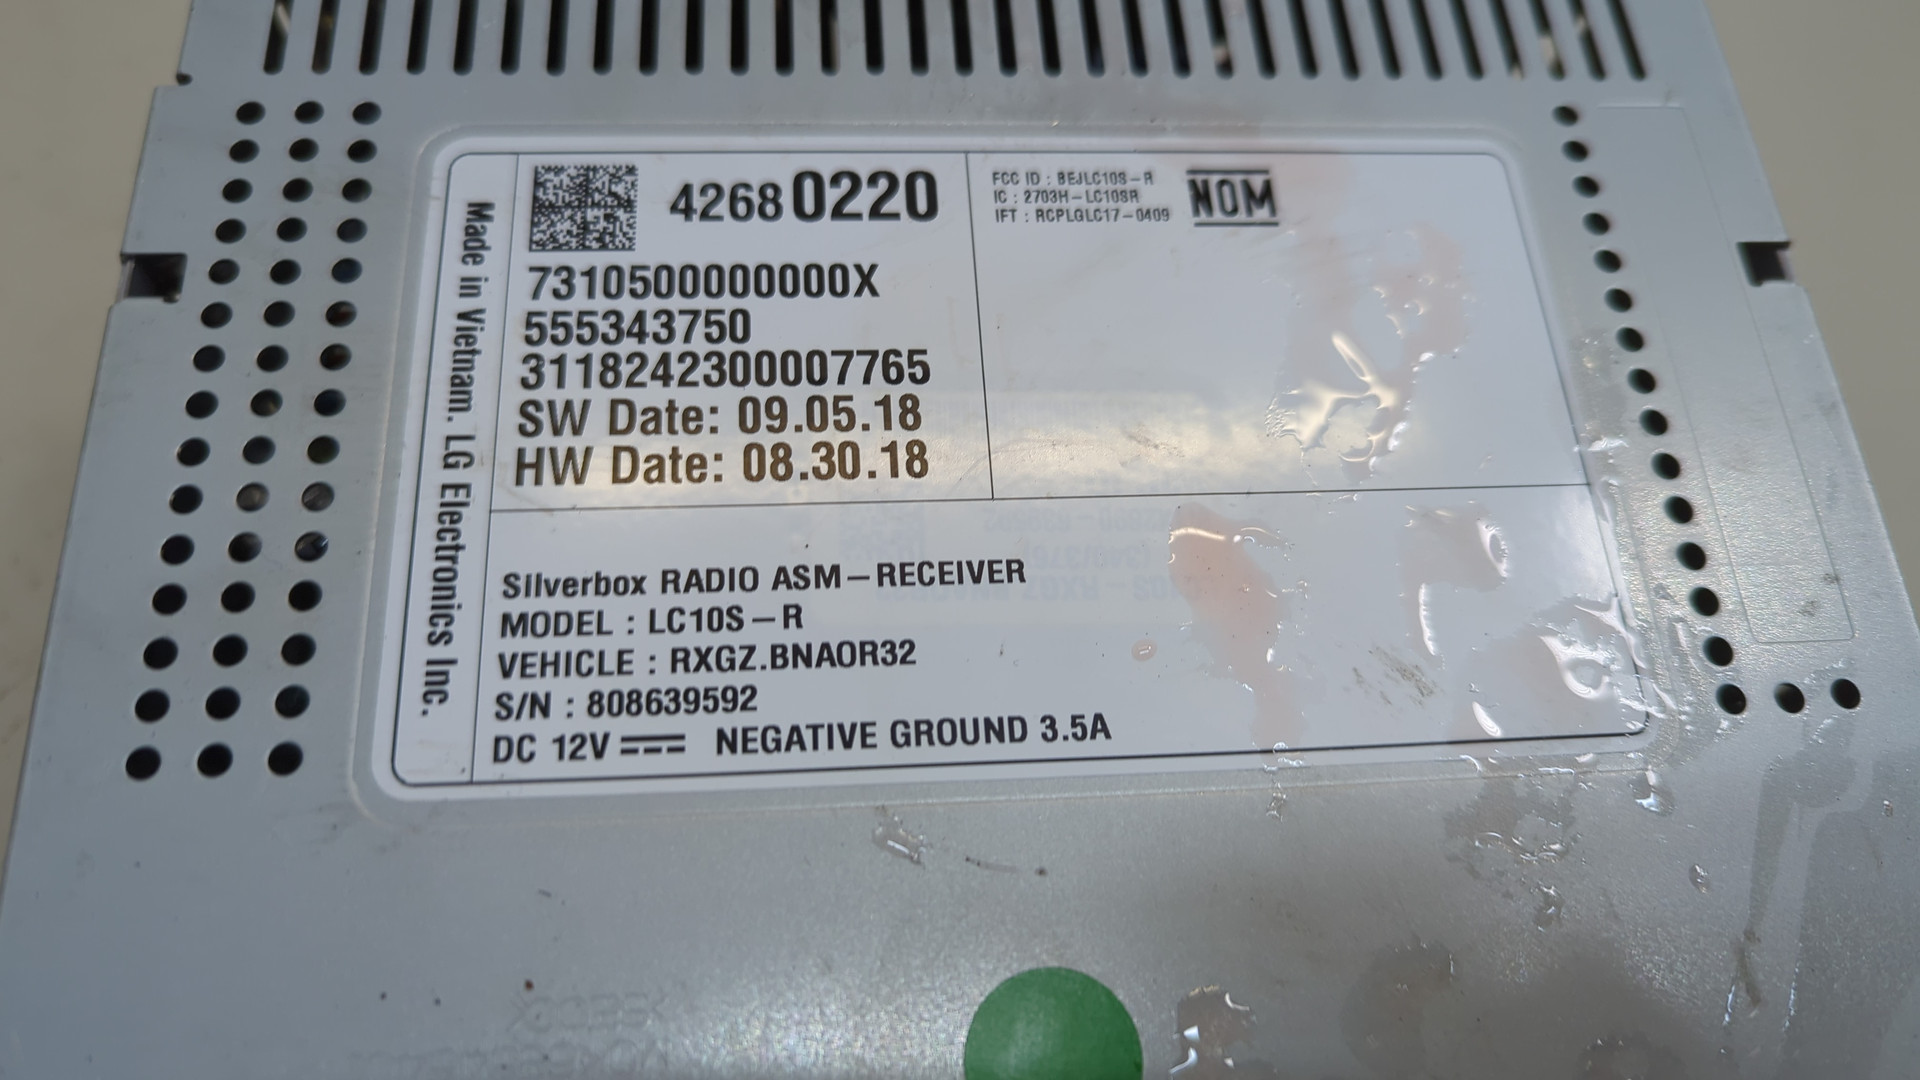 Made in Vietnam. LG Electronics Inc.
42680220
7310500000000X
555343750
3118242300007765
SW Date: 09.05.18
HW Date: 08.30.18
FCC ID : BEJLC10S-R
IC : 2703H-LC10SR
IFT : RCPLGLC17-0409
NOM
Silverbox RADIO ASM-RECEIVER
MODEL : LC10S-R
VEHICLE : RXGZ.BNAOR32
S/N : 808639592
DC 12V NEGATIVE GROUND 3.5A